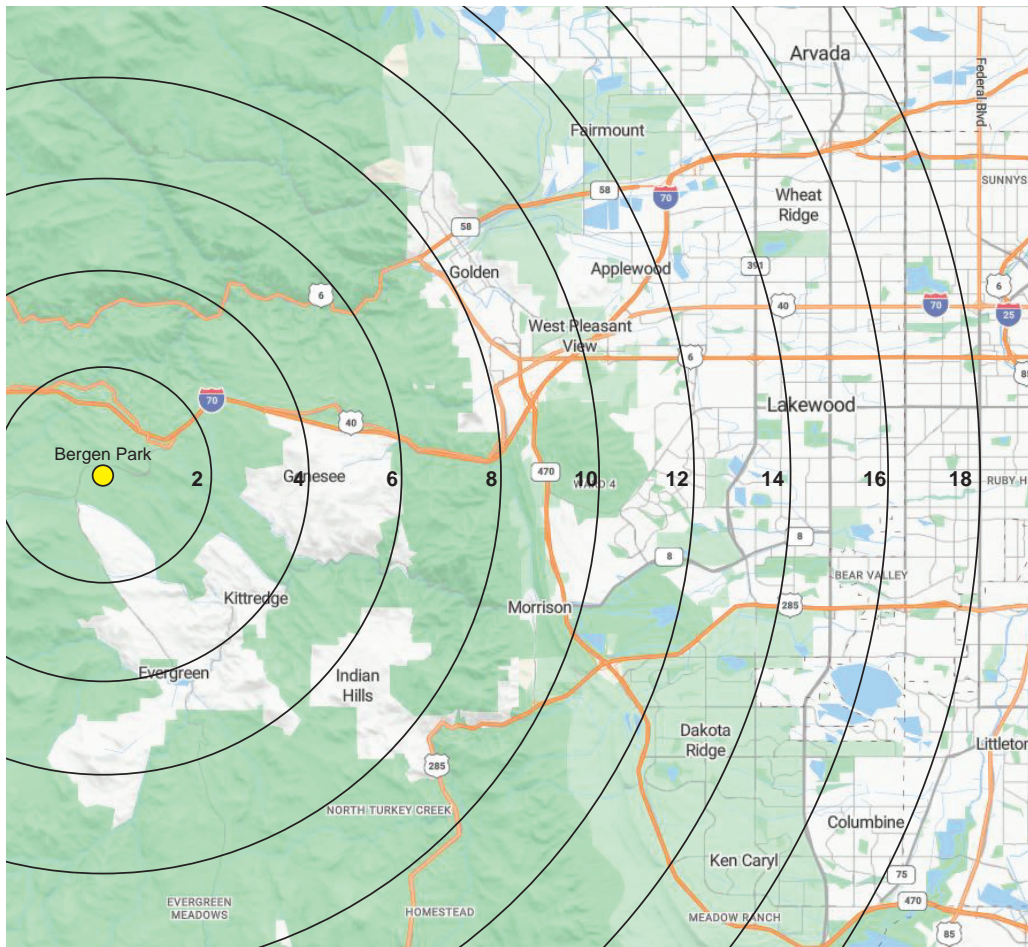 Arvada
Federal Blvd
Fairmount
58
70
Wheat
Ridge
SUNNYS
58
Golden
Applewood
391
6
6
40
70
25
West Pleasant
View
6
85
70
40
Lakewood
Bergen Park
2
4
Genesee
6
8
470
10
WARD 4
12
14
16
18
RUBY H
8
8
BEAR VALLEY
Kittredge
Morrison
285
Evergreen
Indian
Hills
Dakota
Ridge
Littleton
285
NORTH TURKEY CREEK
Columbine
Ken Caryl
75
EVERGREEN
MEADOWS
HOMESTEAD
MEADOW RANCH
470
85